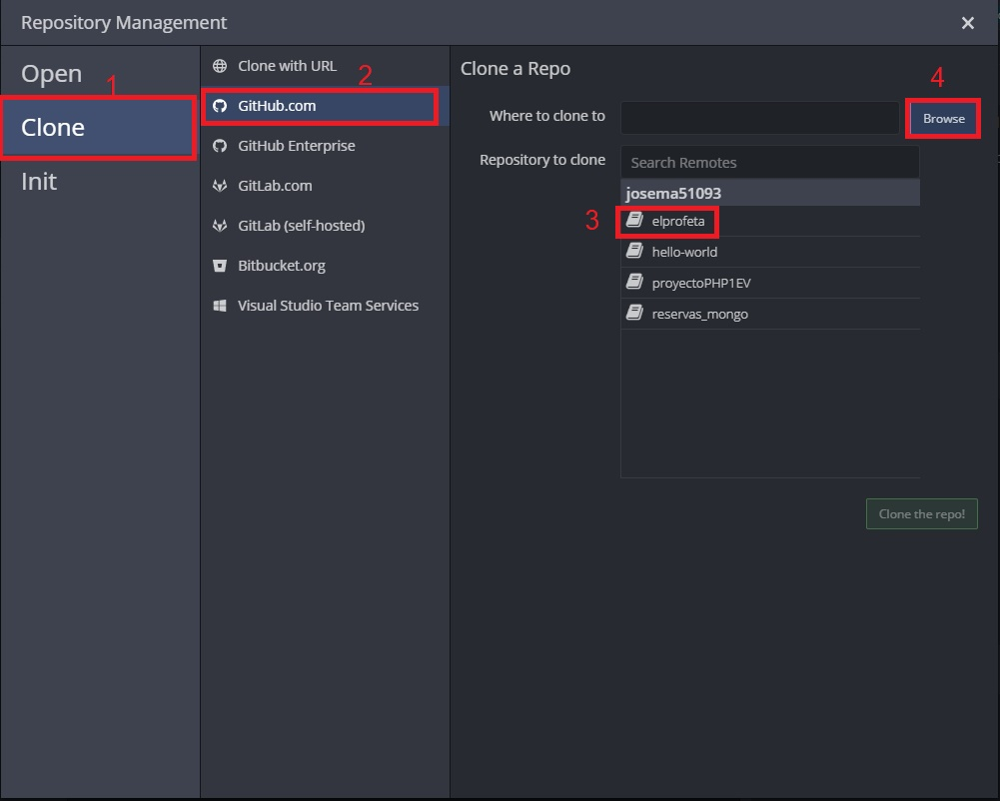 Repository Management
Open
1
Clone
Init
Clone with URL
2
GitHub.com
GitHub Enterprise
GitLab.com
GitLab (self-hosted)
Bitbucket.org
Visual Studio Team Services
Clone a Repo
4
Where to clone to
Browse
Repository to clone
Search Remotes
josema51093
3
elprofeta
hello-world
proyectoPHP1EV
reservas_mongo
Clone the repo!